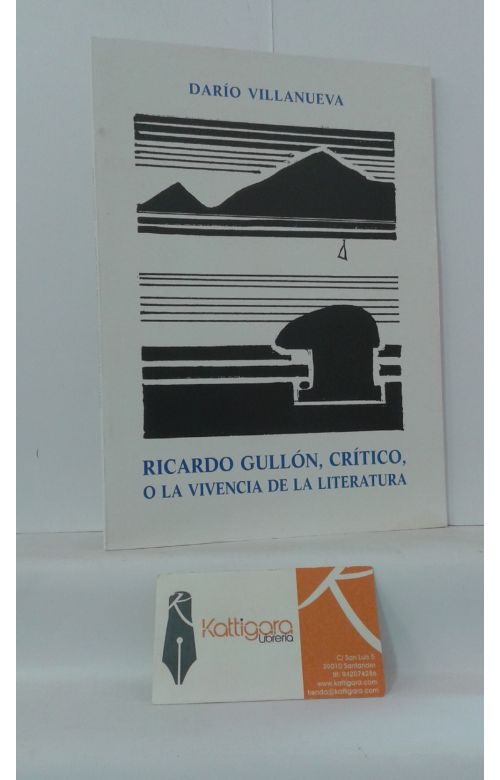 DARÍO VILLANUEVA
RICARDO GULLÓN, CRÍTICO,
O LA VIVENCIA DE LA LITERATURA
Kattigara
Librería
C/ San Luis 5
39010 Santander
tlf: 942074286
www.kattigara.com
tienda@kattigara.com